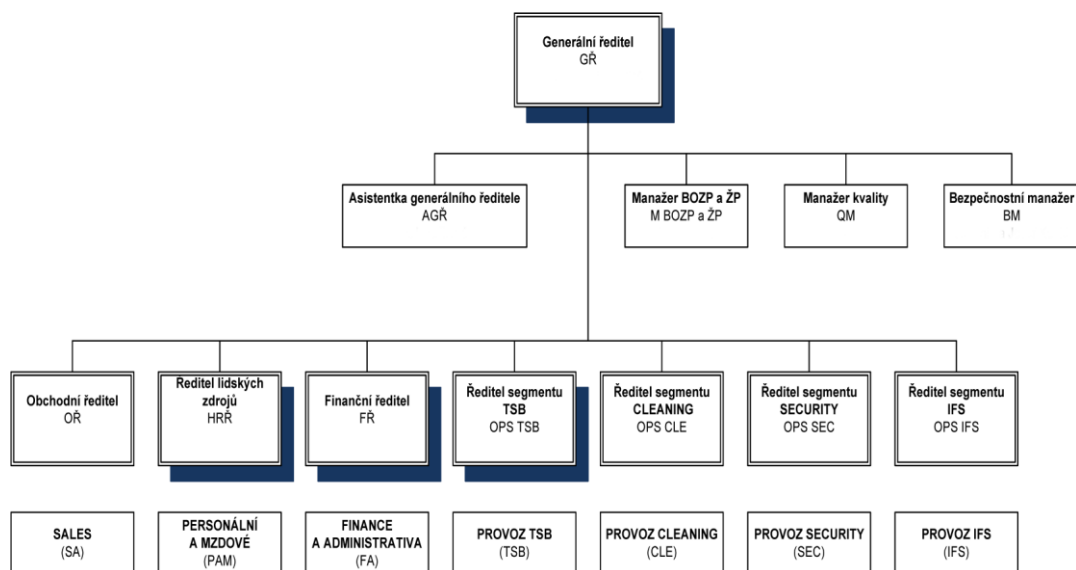 Generální ředitel
GŘ
Asistentka generálního ředitele
AGŘ
Manažer BOZP a ŽP
M BOZP a ŽP
Manažer kvality
QM
Bezpečnostní manažer
BM
Obchodní ředitel
OŘ
Ředitel lidských
zdrojů
HRŘ
Finanční ředitel
FŘ
Ředitel segmentu
TSB
OPS TSB
Ředitel segmentu
CLEANING
OPS CLE
Ředitel segmentu
SECURITY
OPS SEC
Ředitel segmentu
IFS
OPS IFS
SALES
(SA)
PERSONÁLNÍ
A MZDOVÉ
(PAM)
FINANCE
A ADMINISTRATIVA
(FA)
PROVOZ TSB
(TSB)
PROVOZ CLEANING
(CLE)
PROVOZ SECURITY
(SEC)
PROVOZ IFS
(IFS)